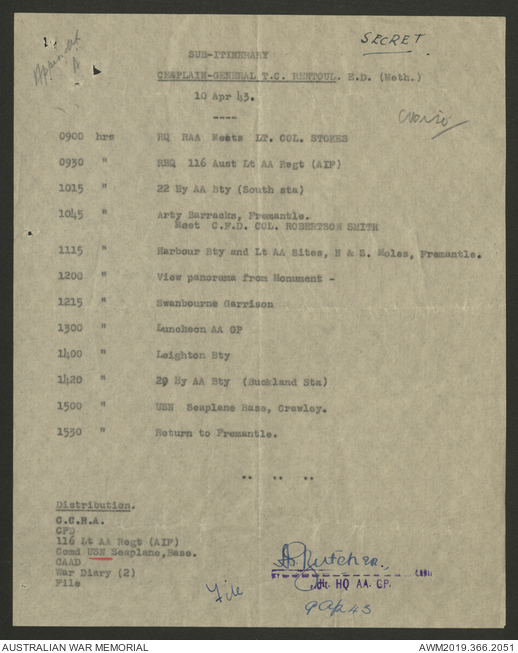 SECRET
Appendix A
SUB-ITINERARY
CHAPLAIN-GENERAL T.C. RENTOUL. E.D. (Meth.)
10 Apr 43.
----
0900 hrs HQ RAA Meets LT. COL. STOKES
0930 " RHQ 116 Aust Lt AA Regt (AIF)
1015 " 22 Hy AA Bty (South sta)
1045 " Arty Barracks, Fremantle.
Meet C.F.D. COL. ROBERTSON SMITH
1115 " Harbour Bty and Lt AA Sites, N & S. Moles, Fremantle.
1200 " View panorama from Monument -
1215 " Swanbourne Garrison
1300 " Luncheon AA GP
1400 " Leighton Bty
1420 " 29 Hy AA Bty (Buckland Sta)
1500 " USN Seaplane Base, Crawley.
1530 " Return to Fremantle.
.. .. ..
Distribution.
C.C.R.A.
CFD
116 Lt AA Regt (AIF)
Comd USN Seaplane,Base.
CAAD
War Diary (2)
File
File
HQ AA. GP.
9 Apr 43
AUSTRALIAN WAR MEMORIAL
AWM2019.366.2051